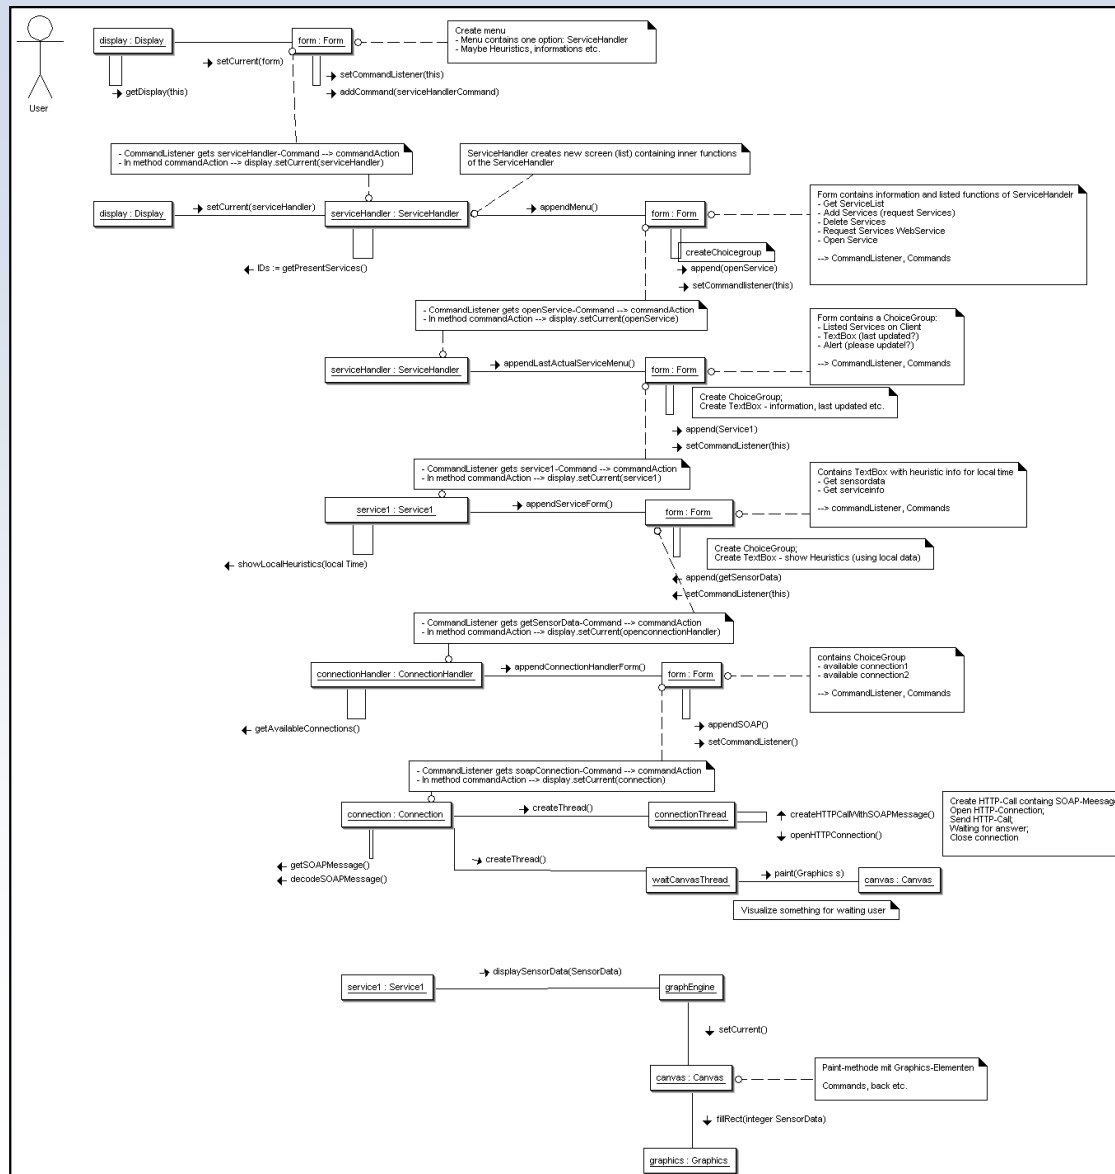 User
display : Display
form : Form
Create menu
- Menu contains one option: ServiceHandler
- Maybe Heuristics, informations etc.
setCurrent(form)
getDisplay(this)
setCommandListener(this)
addCommand(serviceHandlerCommand)
- CommandListener gets serviceHandler-Command --> commandAction
- In method commandAction --> display.setCurrent(serviceHandler)
ServiceHandler creates new screen (list) containing inner functions
of the ServiceHandler
display : Display
setCurrent(serviceHandler)
serviceHandler : ServiceHandler
appendMenu()
form : Form
Form contains information and listed functions of ServiceHandelr
- Get ServiceList
- Add Services (request Services)
- Delete Services
- Request Services WebService
- Open Service
--> CommandListener, Commands
IDs := getPresentServices()
createChoicegroup
append(openService)
setCommandlistener(this)
- CommandListener gets openService-Command --> commandAction
- In method commandAction --> display.setCurrent(openService)
serviceHandler : ServiceHandler
appendLastActualServiceMenu()
form : Form
Form contains a ChoiceGroup:
- Listed Services on Client
- TextBox (last updated?)
- Alert (please update!?)
--> CommandListener, Commands
Create ChoiceGroup;
Create TextBox - information, last updated etc.
append(Service1)
setCommandListener(this)
- CommandListener gets service1-Command --> commandAction
- In method commandAction --> display.setCurrent(service1)
service1 : Service1
appendServiceForm()
form : Form
Contains TextBox with heuristic info for local time
- Get sensordata
- Get serviceinfo
--> commandListener, Commands
Create ChoiceGroup;
Create TextBox - show Heuristics (using local data)
showLocalHeuristics(local Time)
append(getSensorData)
setCommandListener(this)
- CommandListener gets getSensorData-Command --> commandAction
- In method commandAction --> display.setCurrent(openconnectionHandler)
connectionHandler : ConnectionHandler
appendConnectionHandlerForm()
form : Form
contains ChoiceGroup
- available connection1
- available connection2
--> CommandListener, Commands
getAvailableConnections()
appendSOAP()
setCommandListener()
- CommandListener gets soapConnection-Command --> commandAction
- In method commandAction --> display.setCurrent(connection)
connection : Connection
createThread()
connectionThread
createHTTPCallWithSOAPMessage()
openHTTPConnection()
Create HTTP-Call containg SOAP-Meesage
Open HTTP-Connection;
Send HTTP-Call;
Waiting for answer;
Close connection
getSOAPMessage()
decodeSOAPMessage()
createThread()
waitCanvasThread
paint(Graphics s)
canvas : Canvas
Visualize something for waiting user
service1 : Service1
displaySensorData(SensorData)
graphEngine
setCurrent()
canvas : Canvas
Paint-methode mit Graphics-Elementen
Commands, back etc.
fillRect(integer SensorData)
graphics : Graphics